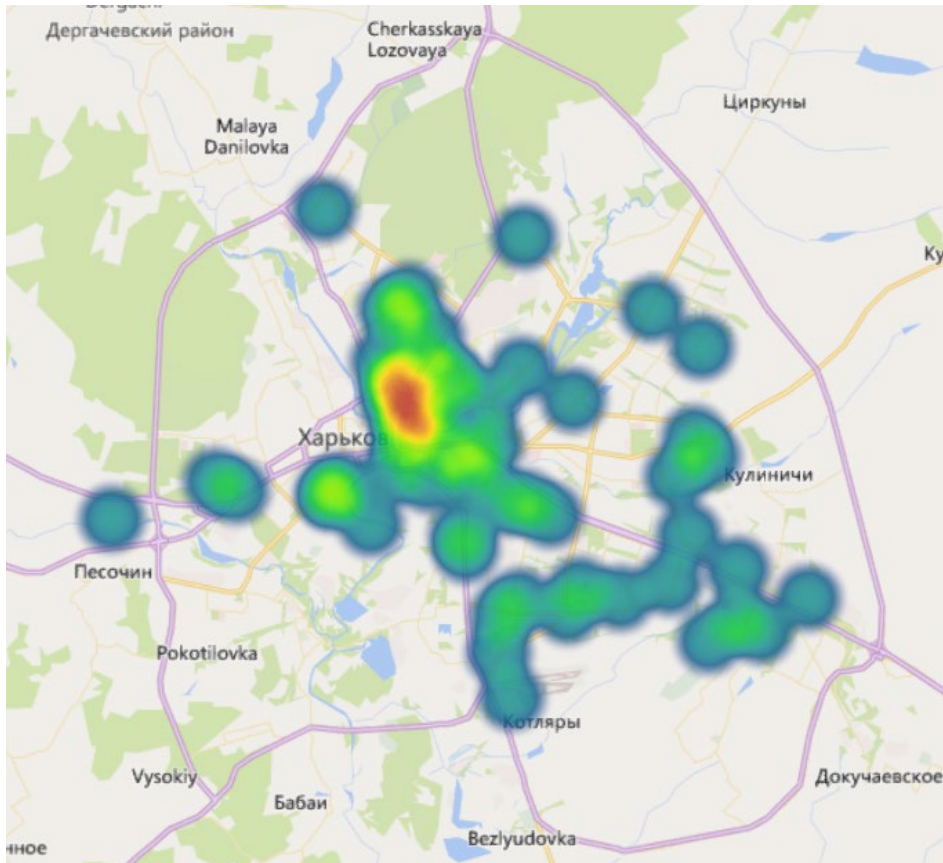 Дергачевский район
Cherkasskaya
Lozovaya
Циркуны
Malaya
Danilovka
Харьков
Кулиничи
Песочин
Pokotilovka
Котляры
Vysokiy
Докучаевское
Бабаи
Bezlyudovka